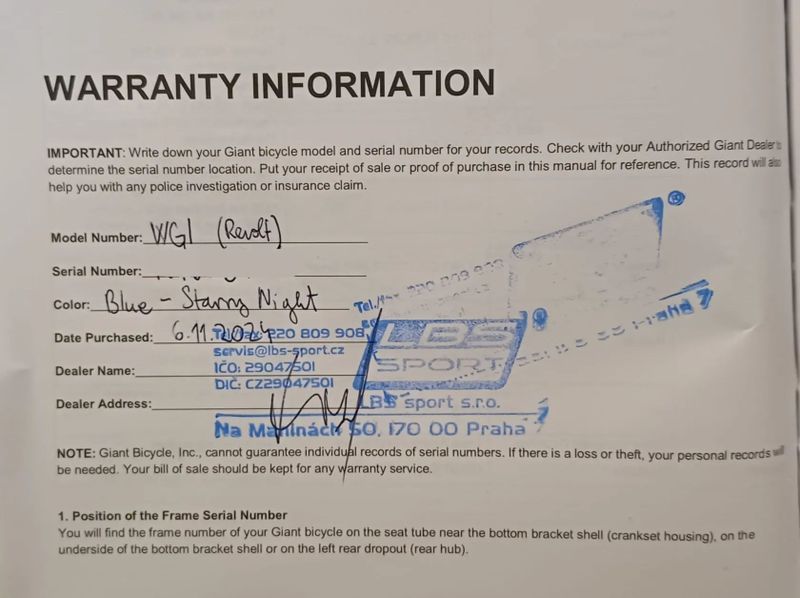 WARRANTY INFORMATION
IMPORTANT: Write down your Giant bicycle model and serial number for your records. Check with your Authorized Giant Dealer to
determine the serial number location. Put your receipt of sale or proof of purchase in this manual for reference. This record will also
help you with any police investigation or insurance claim.
Model Number: WG1 (Revolt)
Serial Number:
Color: Blue - Starry Night
Date Purchased: 6.11.2024
220 809 908
servis@lbs-sport.cz
Dealer Name:
IČO: 29047501
DIČ: CZ29047501
Dealer Address:
LBS
SPORT
®
®
LBS sport s.r.o.
Na Maninách 50, 170 00 Praha 7
Praha 7
NOTE: Giant Bicycle, Inc., cannot guarantee individual records of serial numbers. If there is a loss or theft, your personal records will
be needed. Your bill of sale should be kept for any warranty service.
1. Position of the Frame Serial Number
You will find the frame number of your Giant bicycle on the seat tube near the bottom bracket shell (crankset housing), on the
underside of the bottom bracket shell or on the left rear dropout (rear hub).